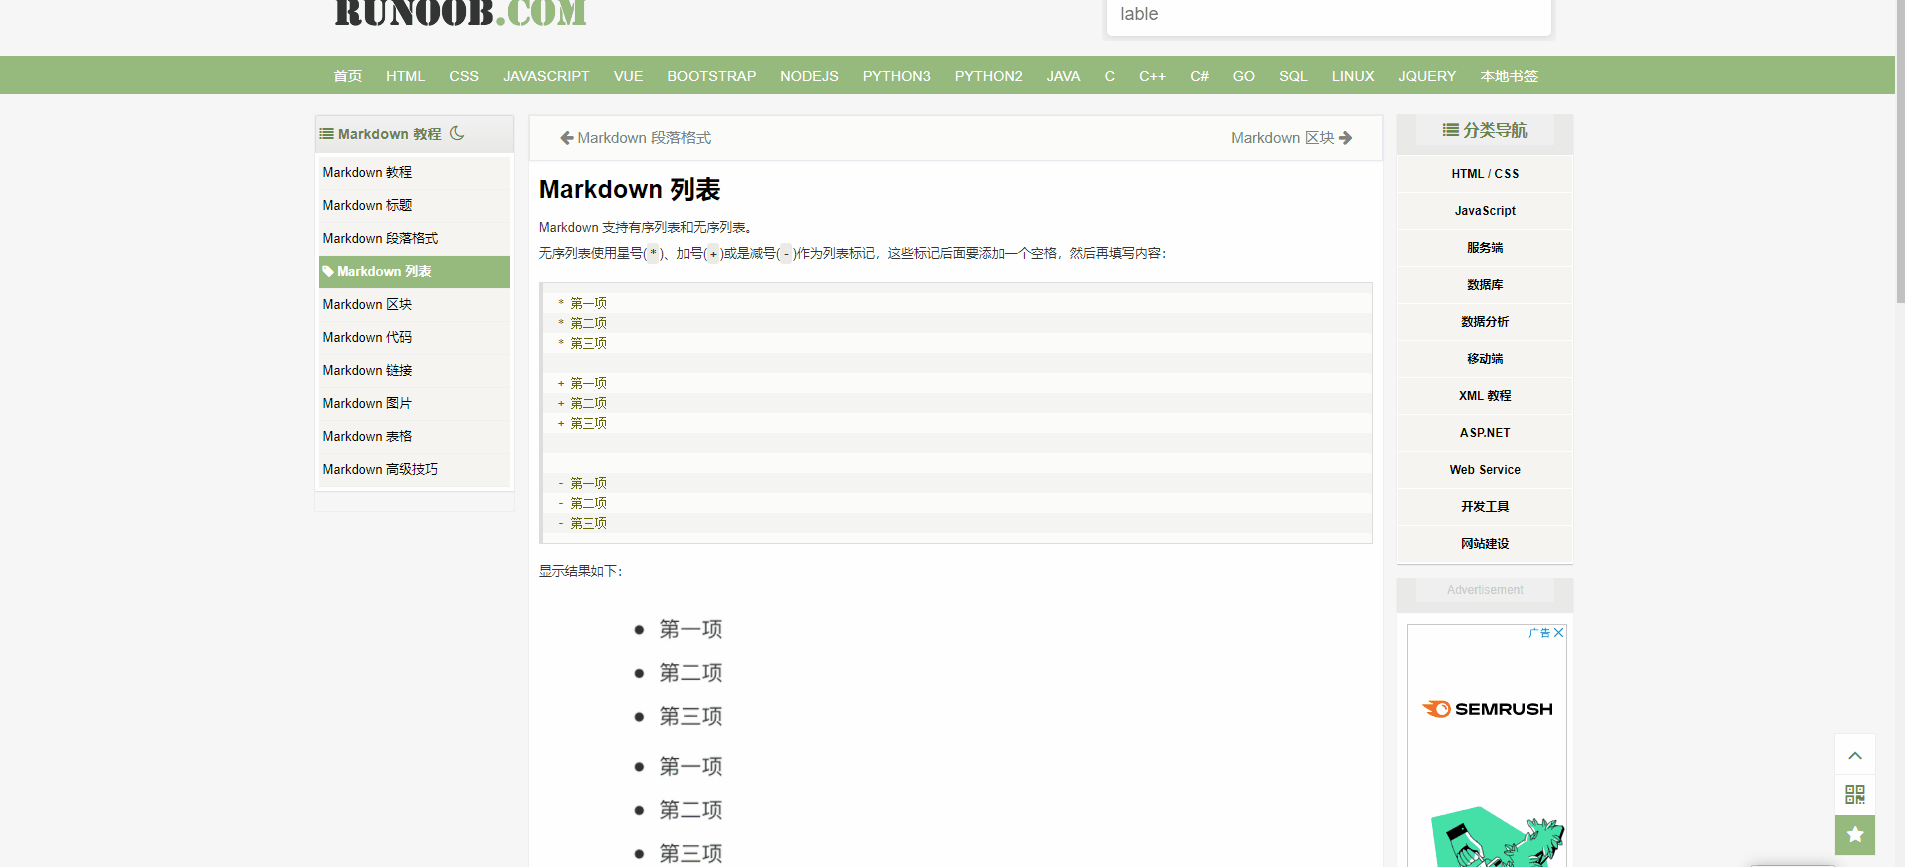 RUNOOB.COM
lable
首页 HTML CSS JAVASCRIPT VUE BOOTSTRAP NODEJS PYTHON3 PYTHON2 JAVA C C++ C# GO SQL LINUX JQUERY 本地书签
Markdown 教程
Markdown 教程
Markdown 标题
Markdown 段落格式
Markdown 列表
Markdown 区块
Markdown 代码
Markdown 链接
Markdown 图片
Markdown 表格
Markdown 高级技巧
Markdown 段落格式
Markdown 区块
Markdown 列表
Markdown 支持有序列表和无序列表。
无序列表使用星号(*)、加号(+)或是减号(-)作为列表标记，这些标记后面要添加一个空格，然后再填写内容：
* 第一项
* 第二项
* 第三项
+ 第一项
+ 第二项
+ 第三项
- 第一项
- 第二项
- 第三项
显示结果如下：
● 第一项
● 第二项
● 第三项
● 第一项
● 第二项
● 第三项
分类导航
HTML / CSS
JavaScript
服务端
数据库
数据分析
移动端
XML 教程
ASP.NET
Web Service
开发工具
网站建设
Advertisement
广告
SEMRUSH